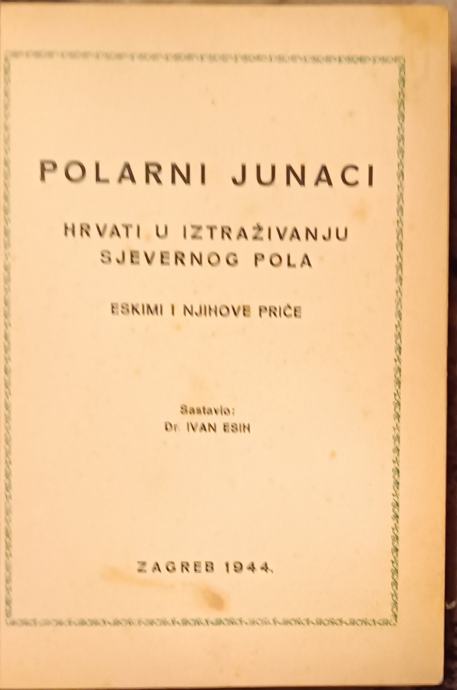 POLARNI JUNACI
HRVATI U IZTRAŽIVANJU
SJEVERNOG POLA
ESKIMI I NJIHOVE PRIČE
Sastavio:
Dr. IVAN ESIH
ZAGREB 1944.